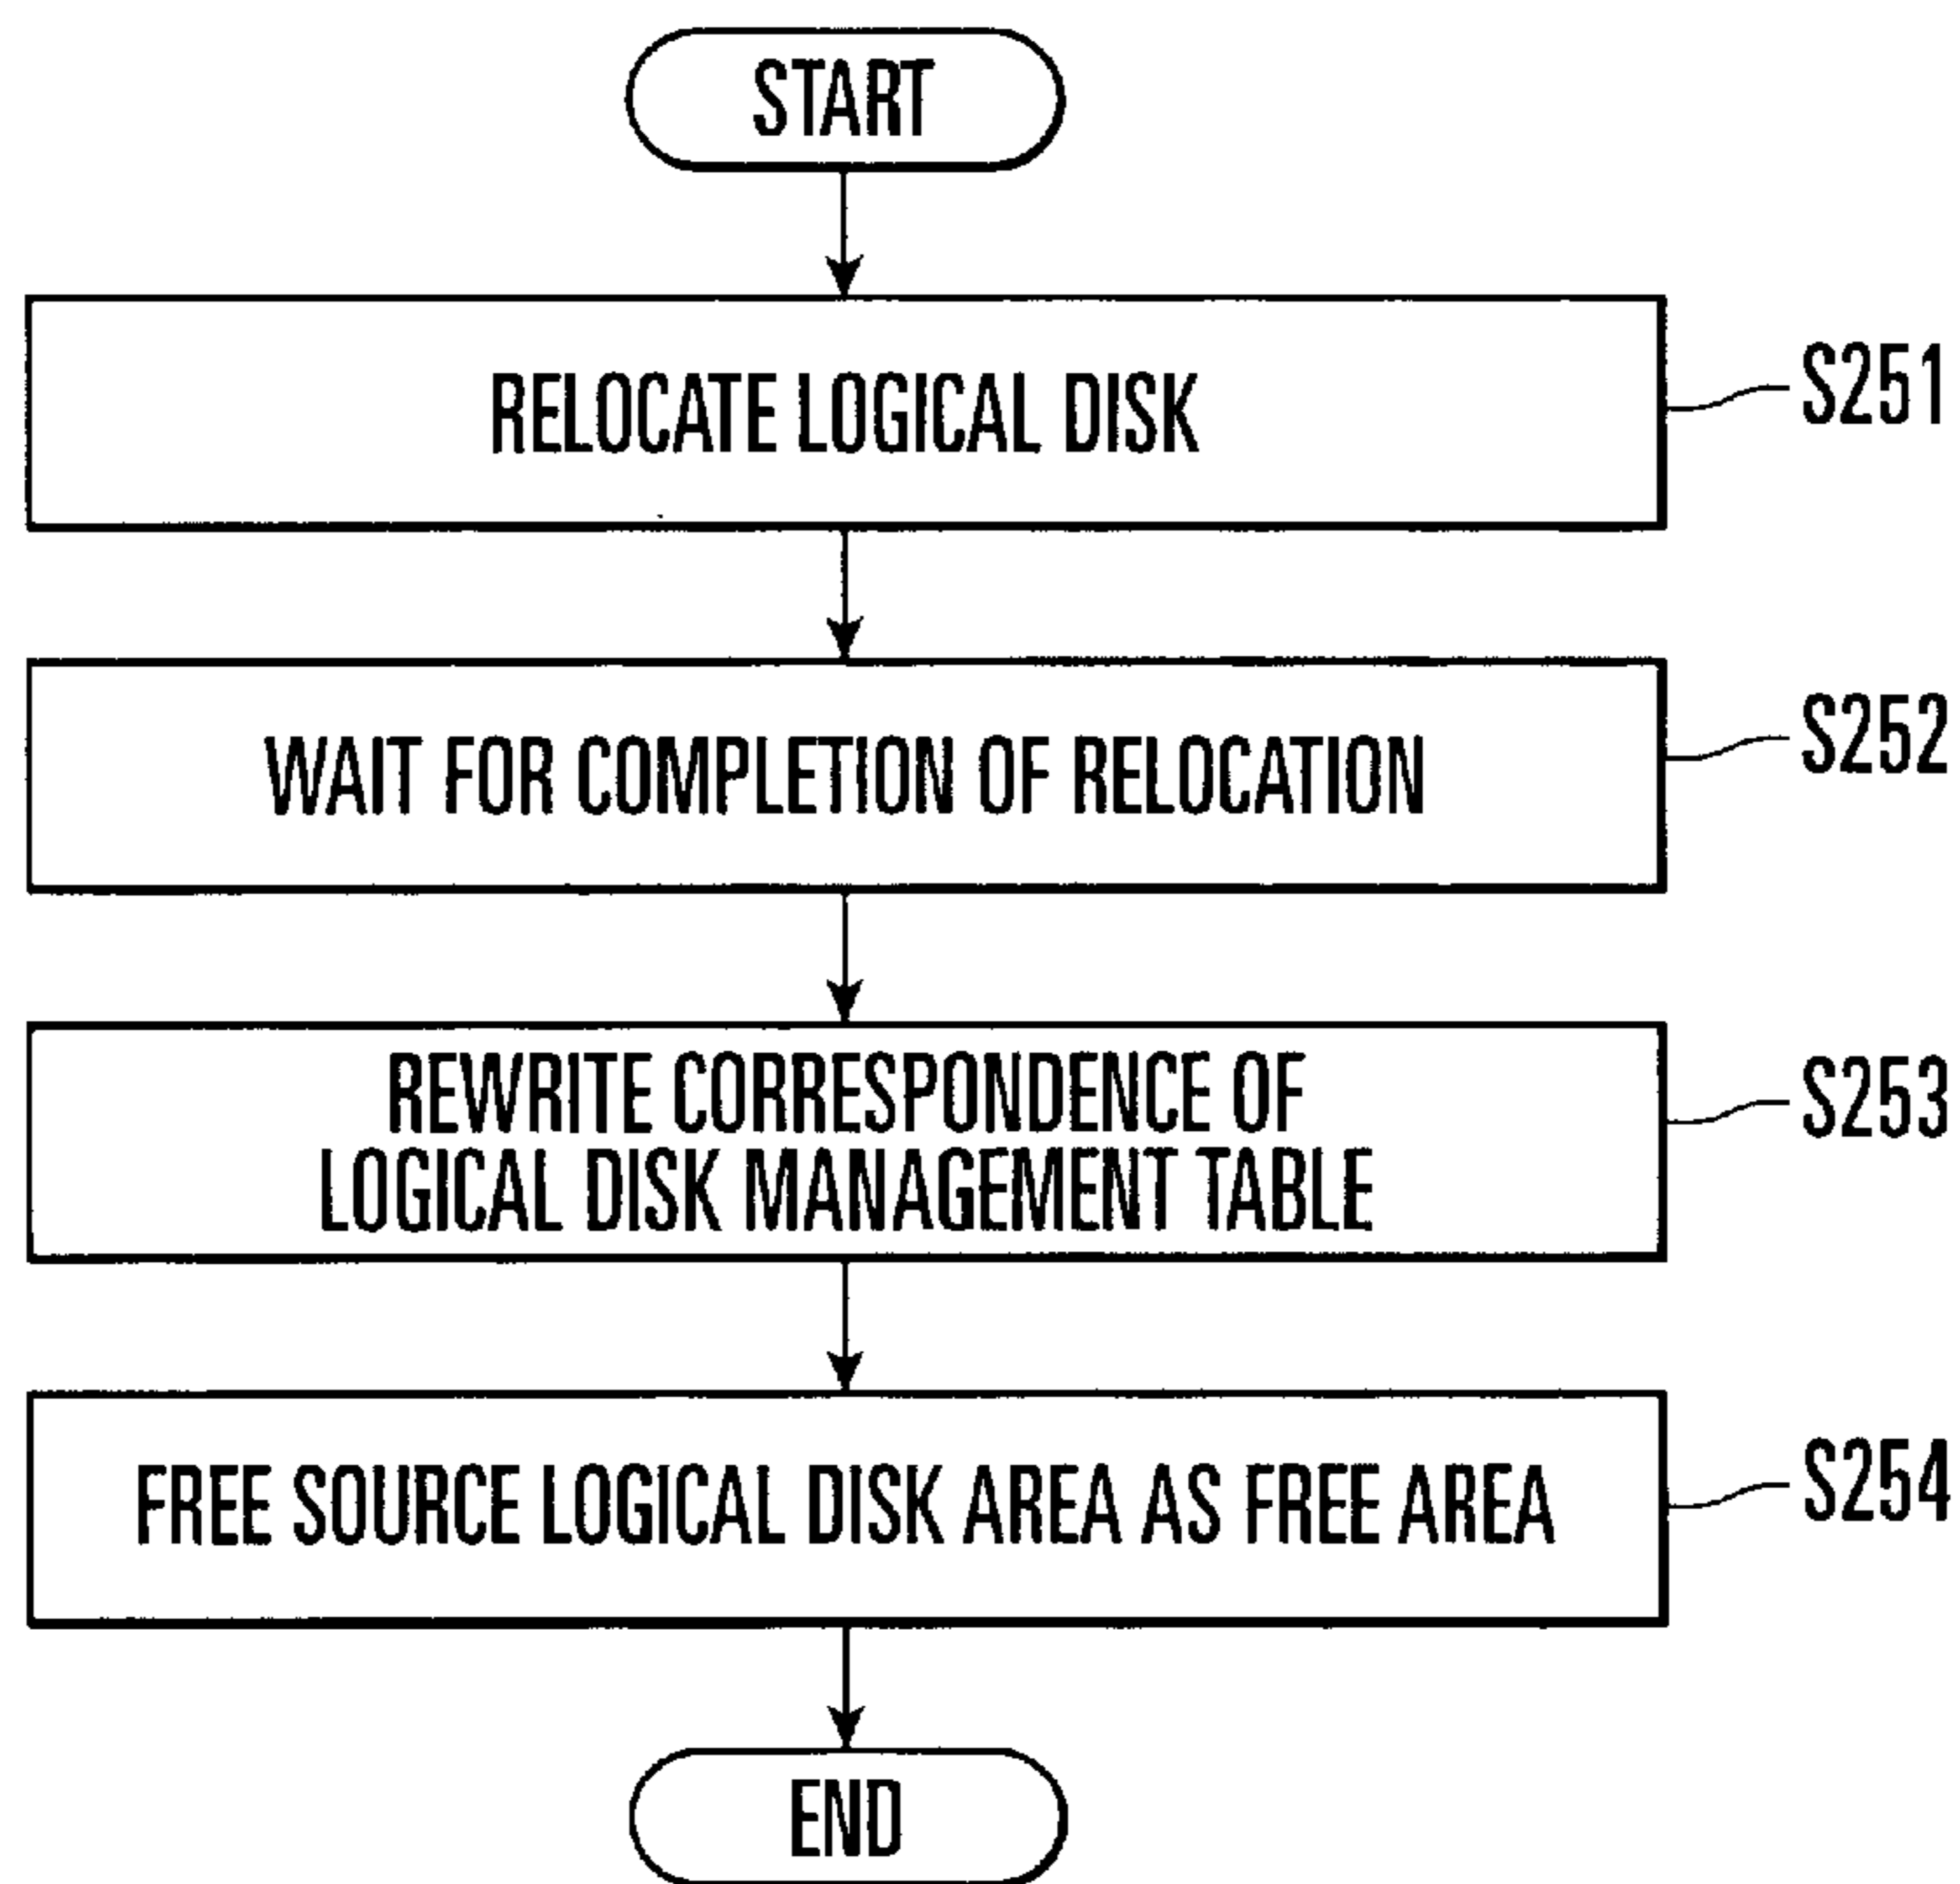 START
RELOCATE LOGICAL DISK
S251
WAIT FOR COMPLETION OF RELOCATION
S252
REWRITE CORRESPONDENCE OF
LOGICAL DISK MANAGEMENT TABLE
S253
FREE SOURCE LOGICAL DISK AREA AS FREE AREA
S254
END